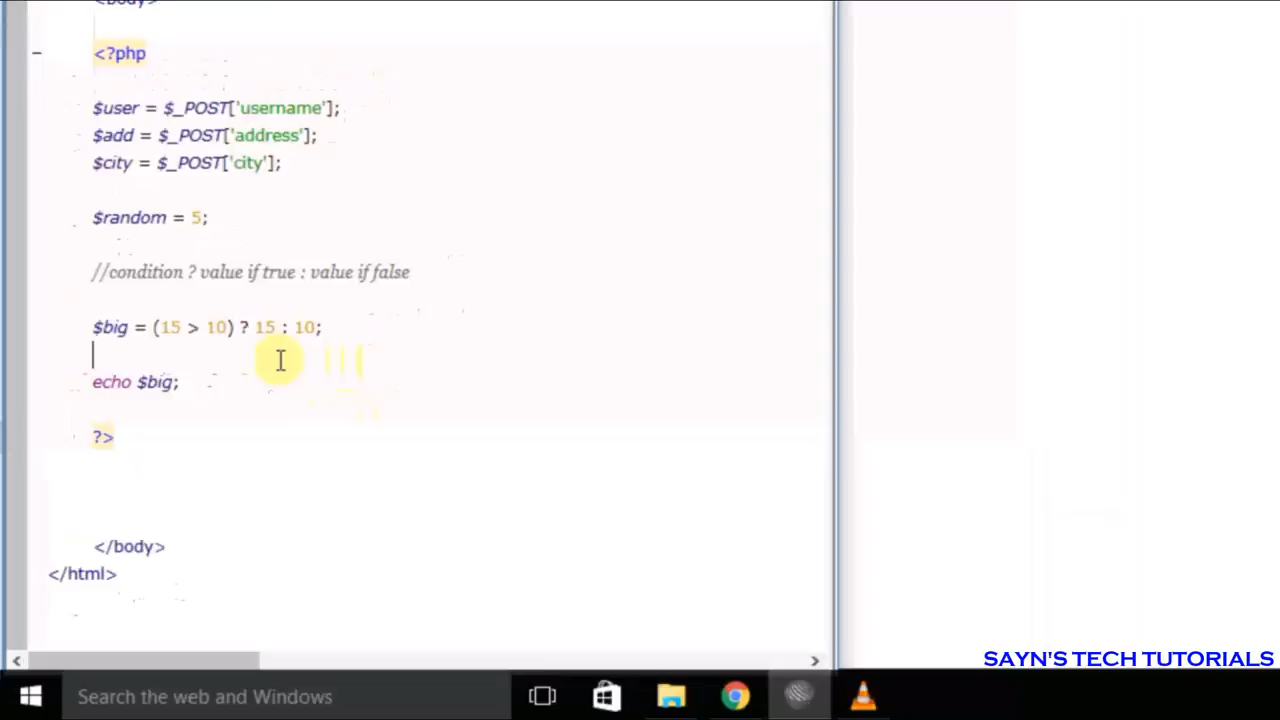 <body>
<?php
$user = $_POST['username'];
$add = $_POST['address'];
$city = $_POST['city'];
$random = 5;
//condition ? value if true : value if false
$big = (15 > 10) ? 15 : 10;
echo $big;
?>
</body>
</html>
SAYN'S TECH TUTORIALS
Search the web and Windows